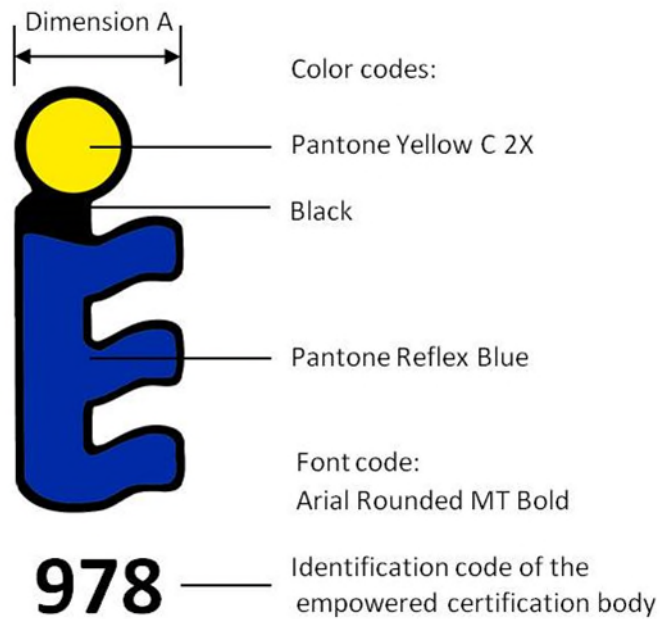 Dimension A
Color codes:
Pantone Yellow C 2X
Black
Pantone Reflex Blue
Font code:
Arial Rounded MT Bold
978
Identification code of the
empowered certification body